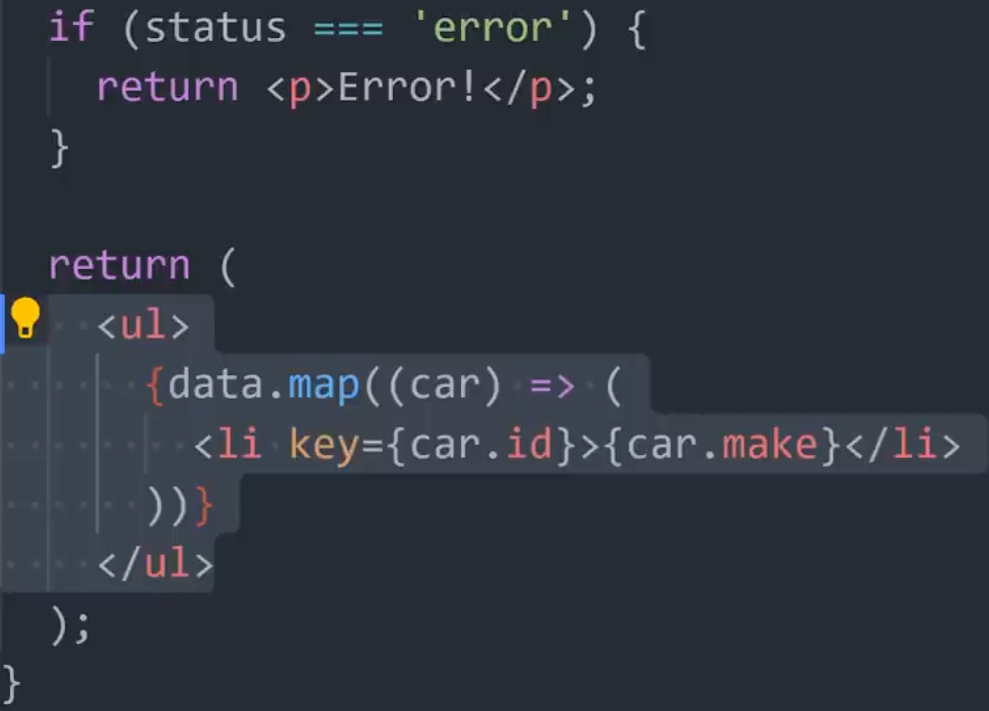 if (status === 'error') {
return <p>Error!</p>;
}
return (
<ul>
{data.map((car) => (
<li key={car.id}>{car.make}</li>
))}
</ul>
);
}